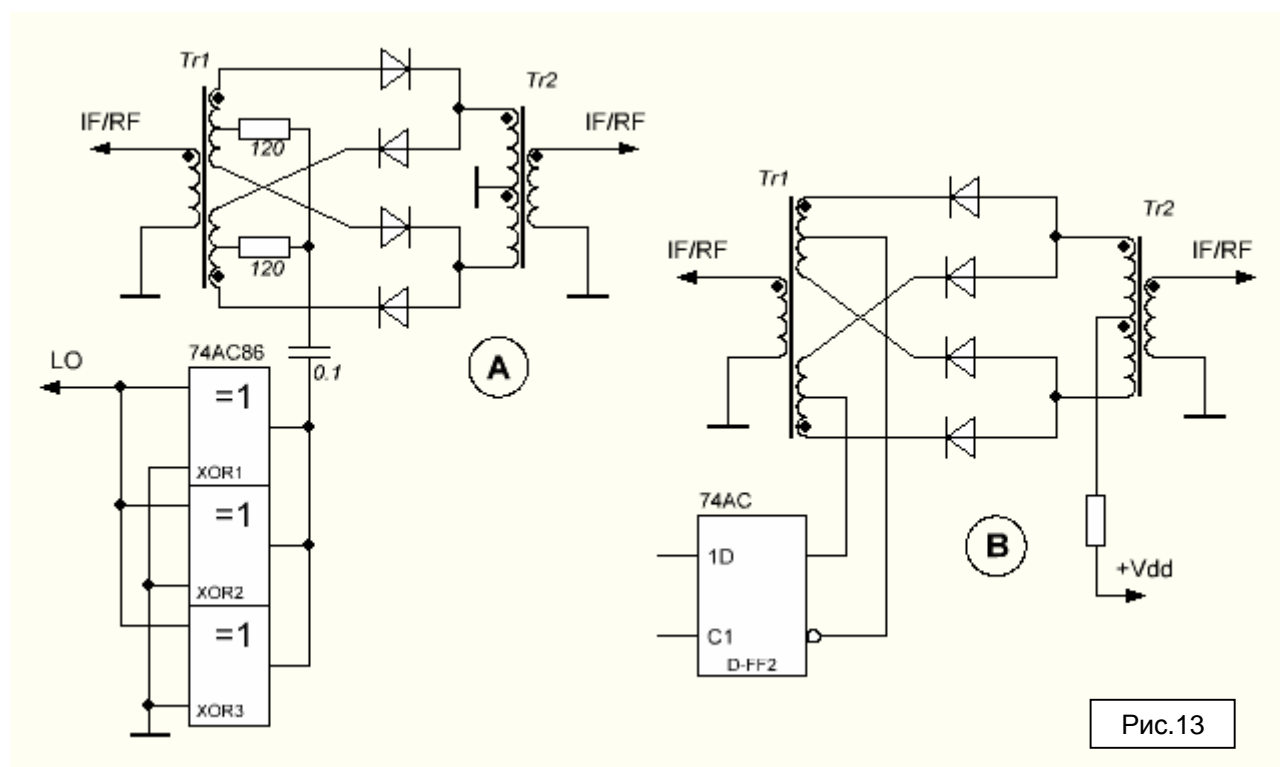 Tr1
Tr2
IF/RF
IF/RF
120
120
A
LO
74AC86
0.1
=1
XOR1
=1
XOR2
=1
XOR3
Tr1
Tr2
IF/RF
IF/RF
74AC
B
1D
+Vdd
C1
D-FF2
Рис.13